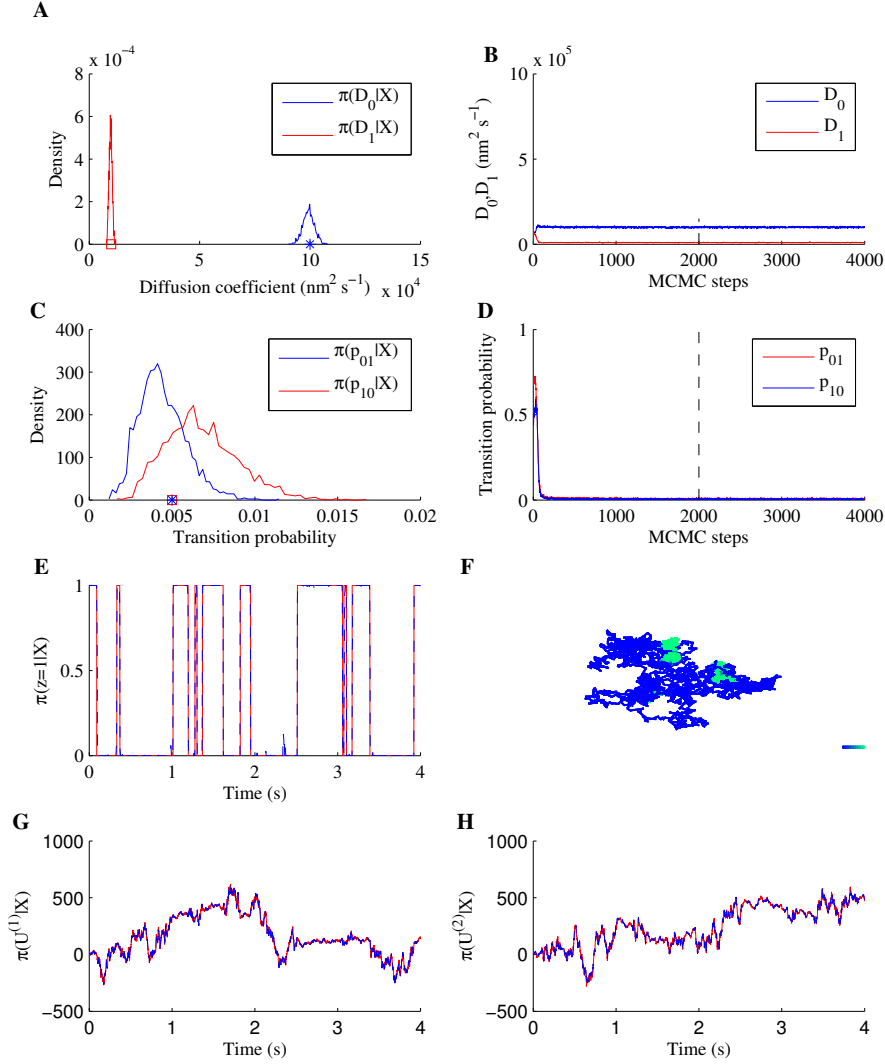 A
x 10⁻⁴
8
6
4
2
0
Density
0 5 10 15
Diffusion coefficient (nm² s⁻¹) x 10⁴
π(D₀|X)
π(D₁|X)
B
x 10⁵
10
5
0
D₀,D₁ (nm² s⁻¹)
0 1000 2000 3000 4000
MCMC steps
D₀
D₁
C
400
300
200
100
0
Density
0 0.005 0.01 0.015 0.02
Transition probability
π(p₀₁|X)
π(p₁₀|X)
D
1
0.5
0
Transition probability
0 1000 2000 3000 4000
MCMC steps
p₀₁
p₁₀
E
1
0.5
0
π(z=1|X)
0 1 2 3 4
Time (s)
F
G
1000
500
0
−500
π(U⁽¹⁾|X)
0 1 2 3 4
Time (s)
H
1000
500
0
−500
π(U⁽²⁾|X)
0 1 2 3 4
Time (s)